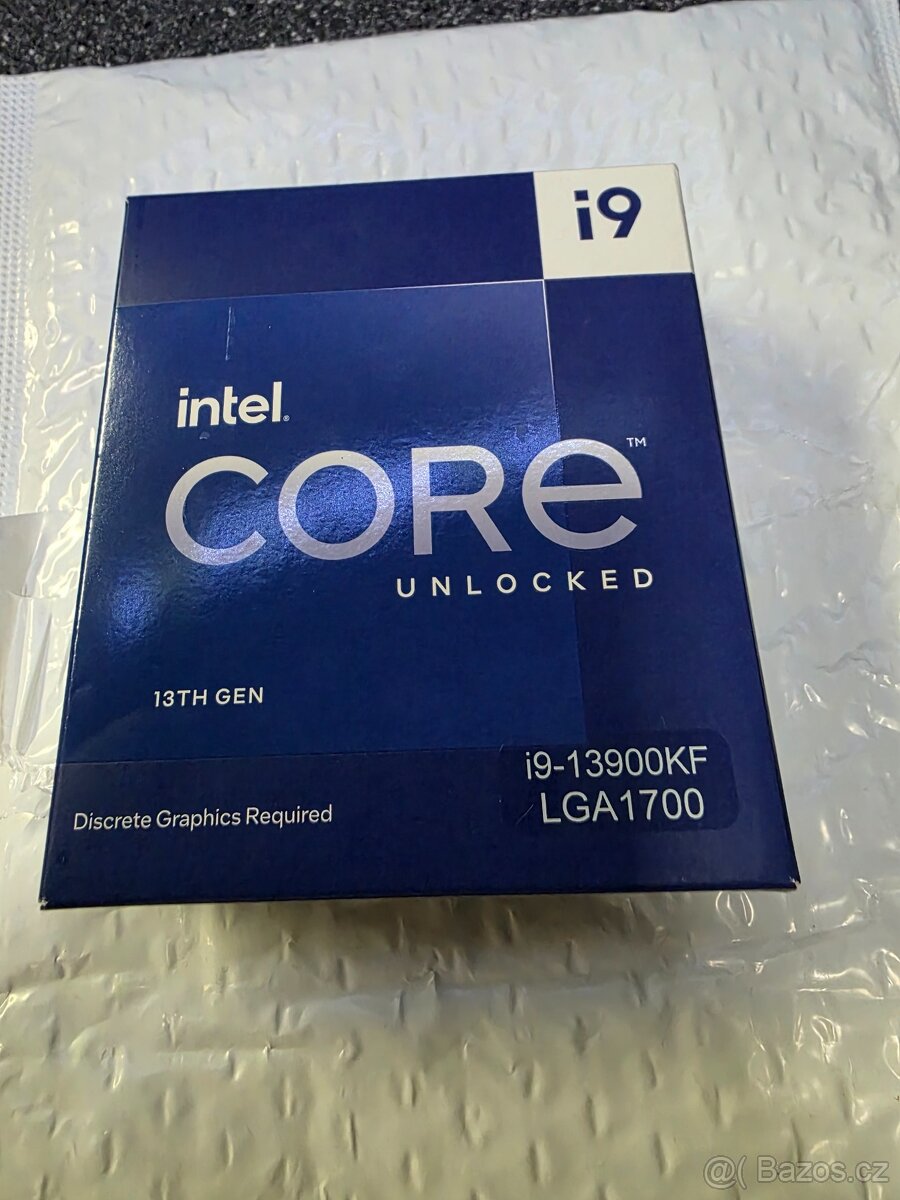 i9
intel
CORE™
UNLOCKED
13TH GEN
i9-13900KF
LGA1700
Discrete Graphics Required
@( Bazos.cz